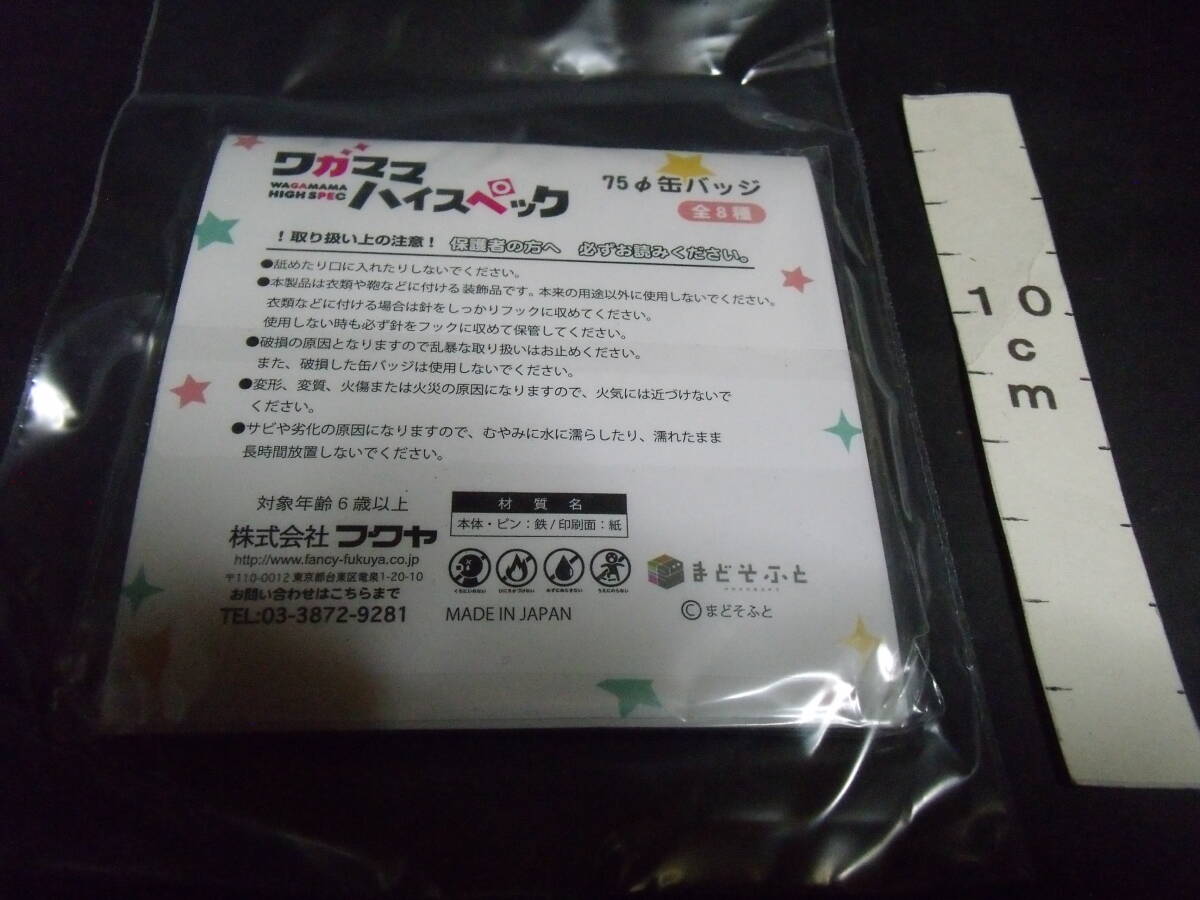 ワガママ
WAGAMAMA
HIGH SPEC
ハイスペック
75φ缶バッジ
全8種
！取り扱い上の注意！ 保護者の方へ 必ずお読みください。
●舐めたり口に入れたりしないでください。
●本製品は衣類や鞄などに付ける装飾品です。本来の用途以外に使用しないでください。
衣類などに付ける場合は針をしっかりフックに収めてください。
使用しない時も必ず針をフックに収めて保管してください。
●破損の原因となりますので乱暴な取り扱いはお止めください。
また、破損した缶バッジは使用しないでください。
●変形、変質、火傷または火災の原因になりますので、火気には近づけないで
ください。
●サビや劣化の原因になりますので、むやみに水に濡らしたり、濡れたまま
長時間放置しないでください。
対象年齢6歳以上
株式会社フクヤ
http://www.fancy-fukuya.co.jp
〒110-0012 東京都台東区竜泉1-20-10
お問い合わせはこちらまで
TEL:03-3872-9281
材質名
本体・ピン：鉄/印刷面：紙
MADE IN JAPAN
まどそふと
©まどそふと
10
cm